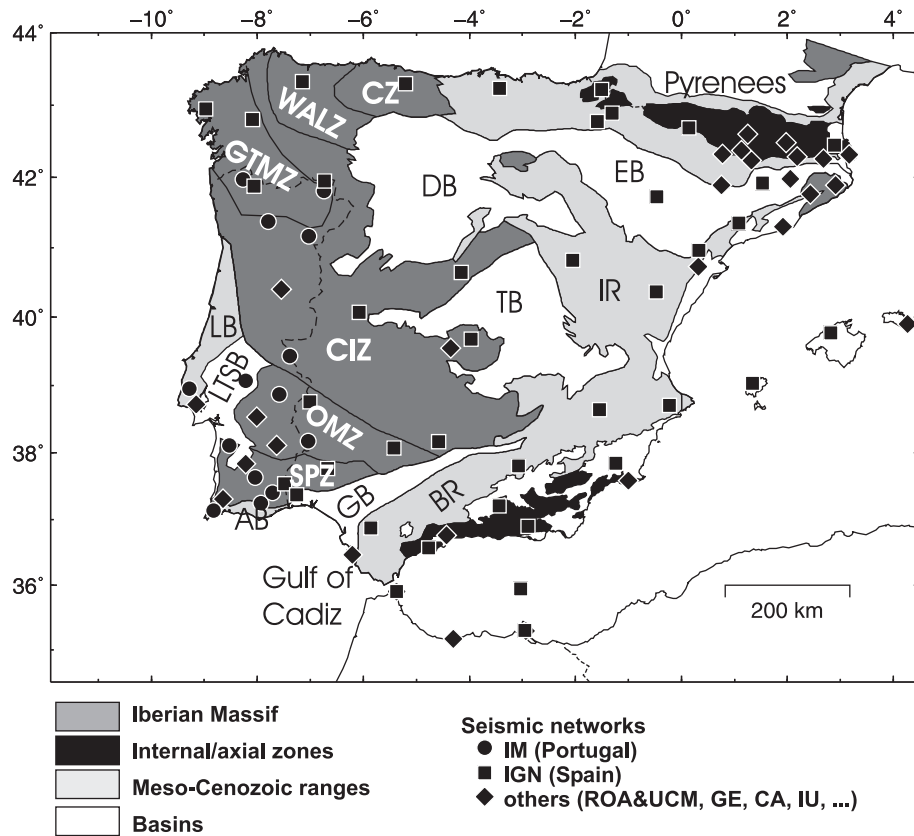 −10° −8° −6° −4° −2° 0° 2° 4°
44°
42°
40°
38°
36°
Pyrenees
CZ
WALZ
GTMZ
DB
EB
IR
TB
LB
CIZ
LTSB
OMZ
SPZ
GB
BR
AB
Gulf of
Cadiz
200 km
Iberian Massif
Internal/axial zones
Meso-Cenozoic ranges
Basins
Seismic networks
IM (Portugal)
IGN (Spain)
others (ROA&UCM, GE, CA, IU, ...)